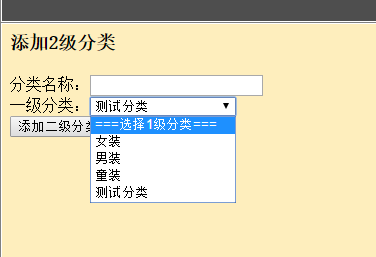 添加2级分类
分类名称：
一级分类： 测试分类
添加二级分类
===选择1级分类===
女装
男装
童装
测试分类